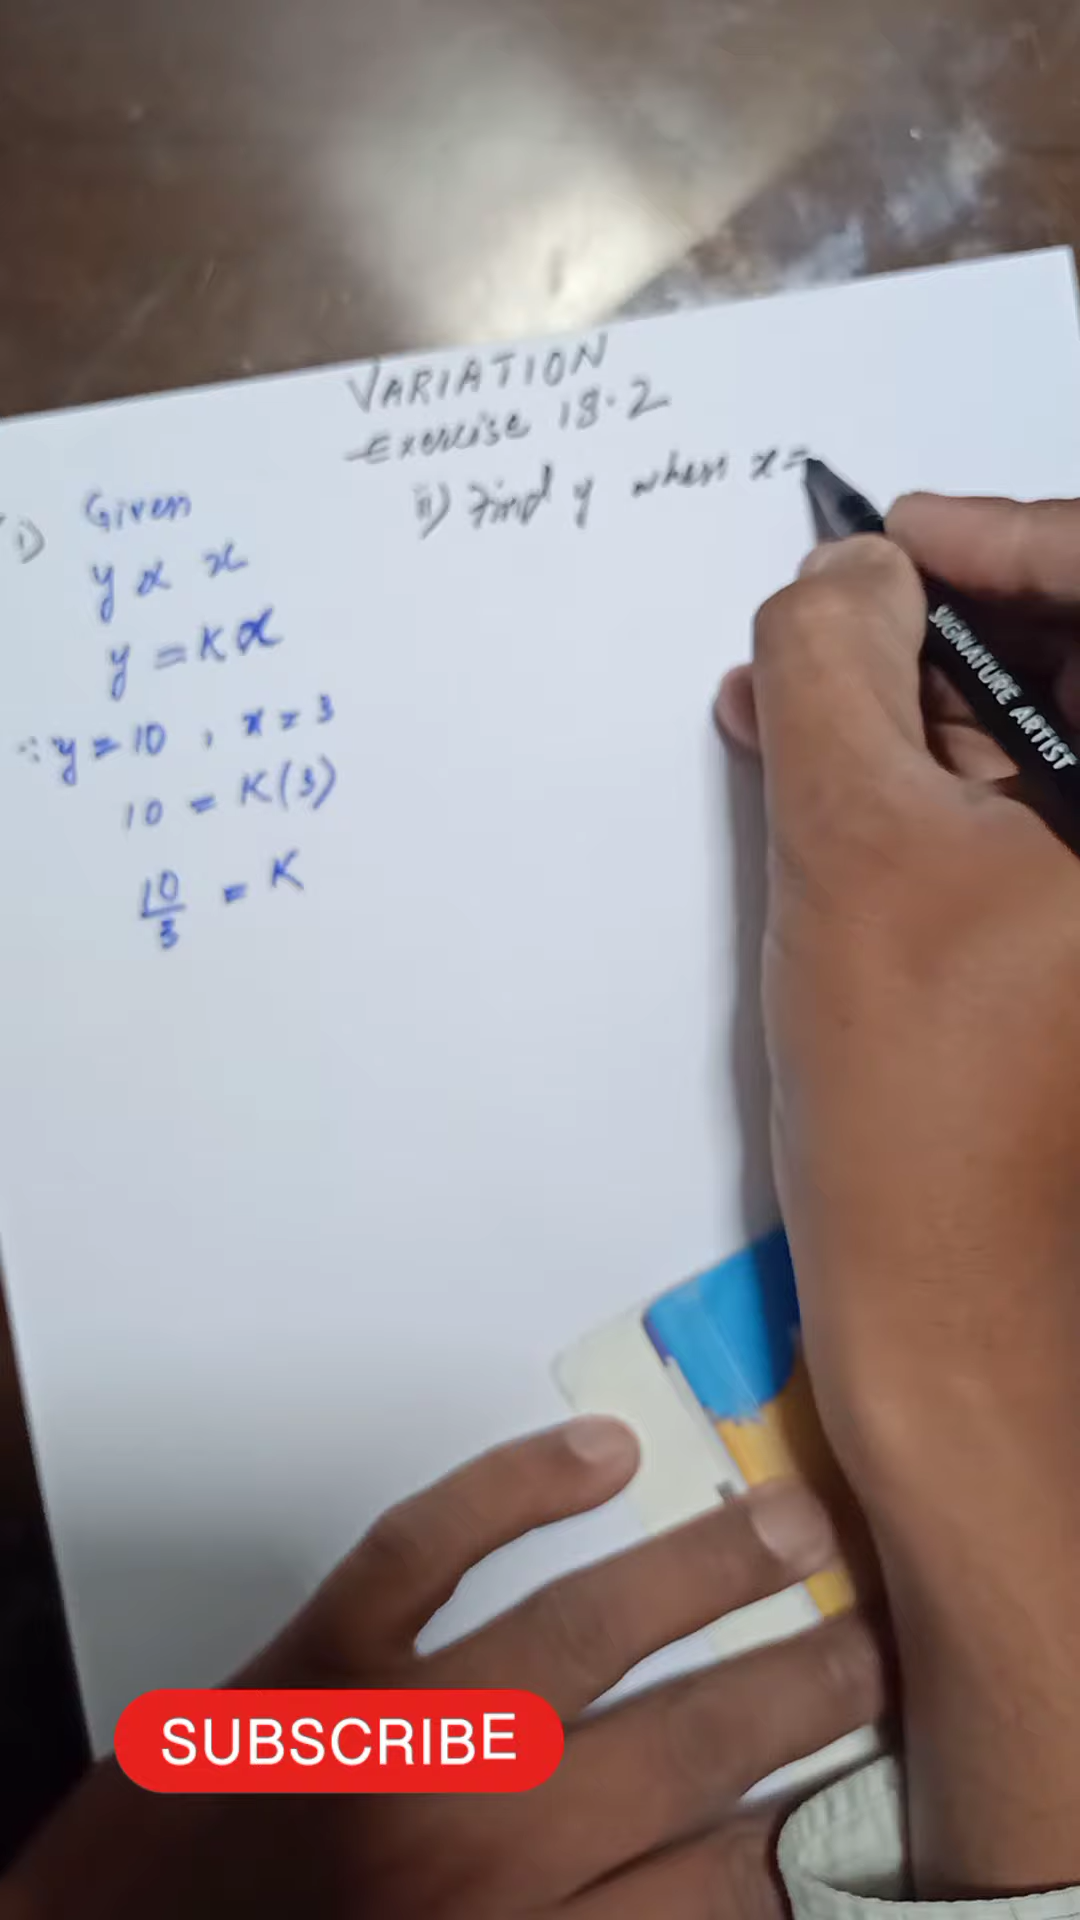 VARIATION
Exercise 18.2
i) Given
y ∝ x
y = Kx
∵ y = 10 , x = 3
10 = K(3)
10/3 = K
ii) Find y when x =
SIGNATURE ARTIST
SUBSCRIBE